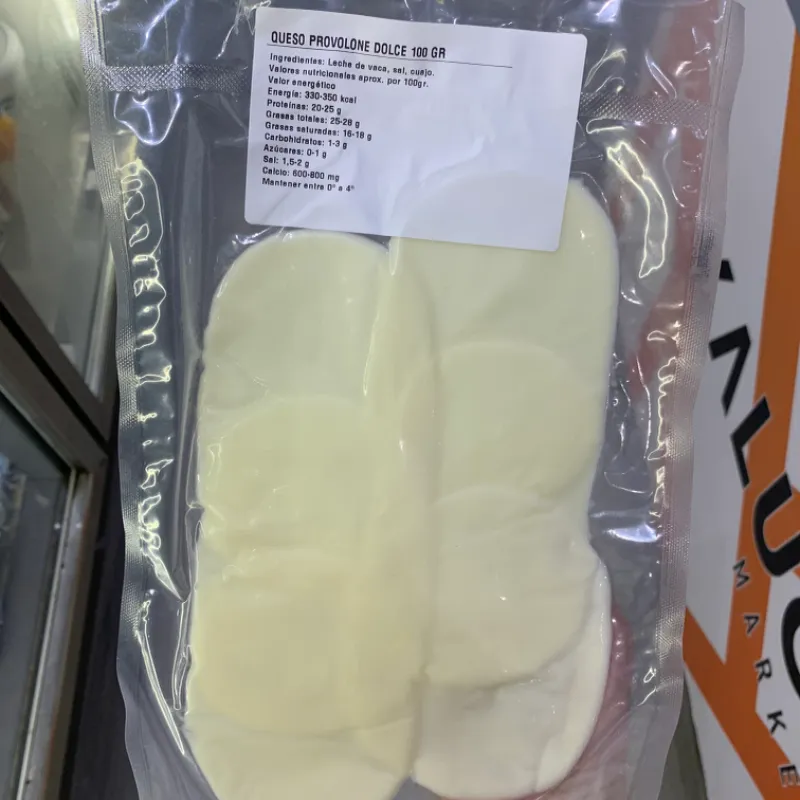 QUESO PROVOLONE DOLCE 100 GR
Ingredientes: Leche de vaca, sal, cuajo.
Valores nutricionales aprox. por 100gr.
Valor energético
Energía: 330-350 kcal
Proteínas: 20-25 g
Grasas totales: 25-28 g
Grasas saturadas: 16-18 g
Carbohidratos: 1-3 g
Azúcares: 0-1 g
Sal: 1,5-2 g
Calcio: 600-800 mg
Mantener entre 0° e 4°
MARKE